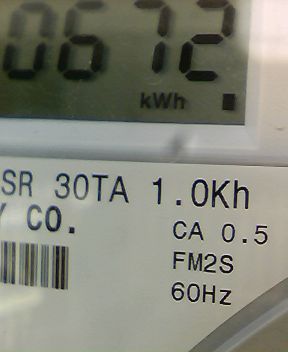 0672
kWh
SR 30TA 1.0Kh
Y CO.
CA 0.5
FM2S
60Hz